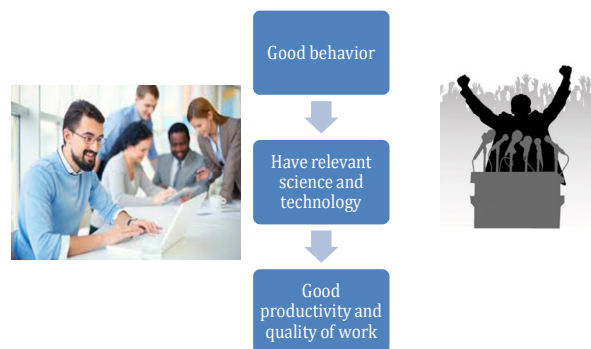 Good behavior
Have relevant
science and
technology
Good
productivity and
quality of work